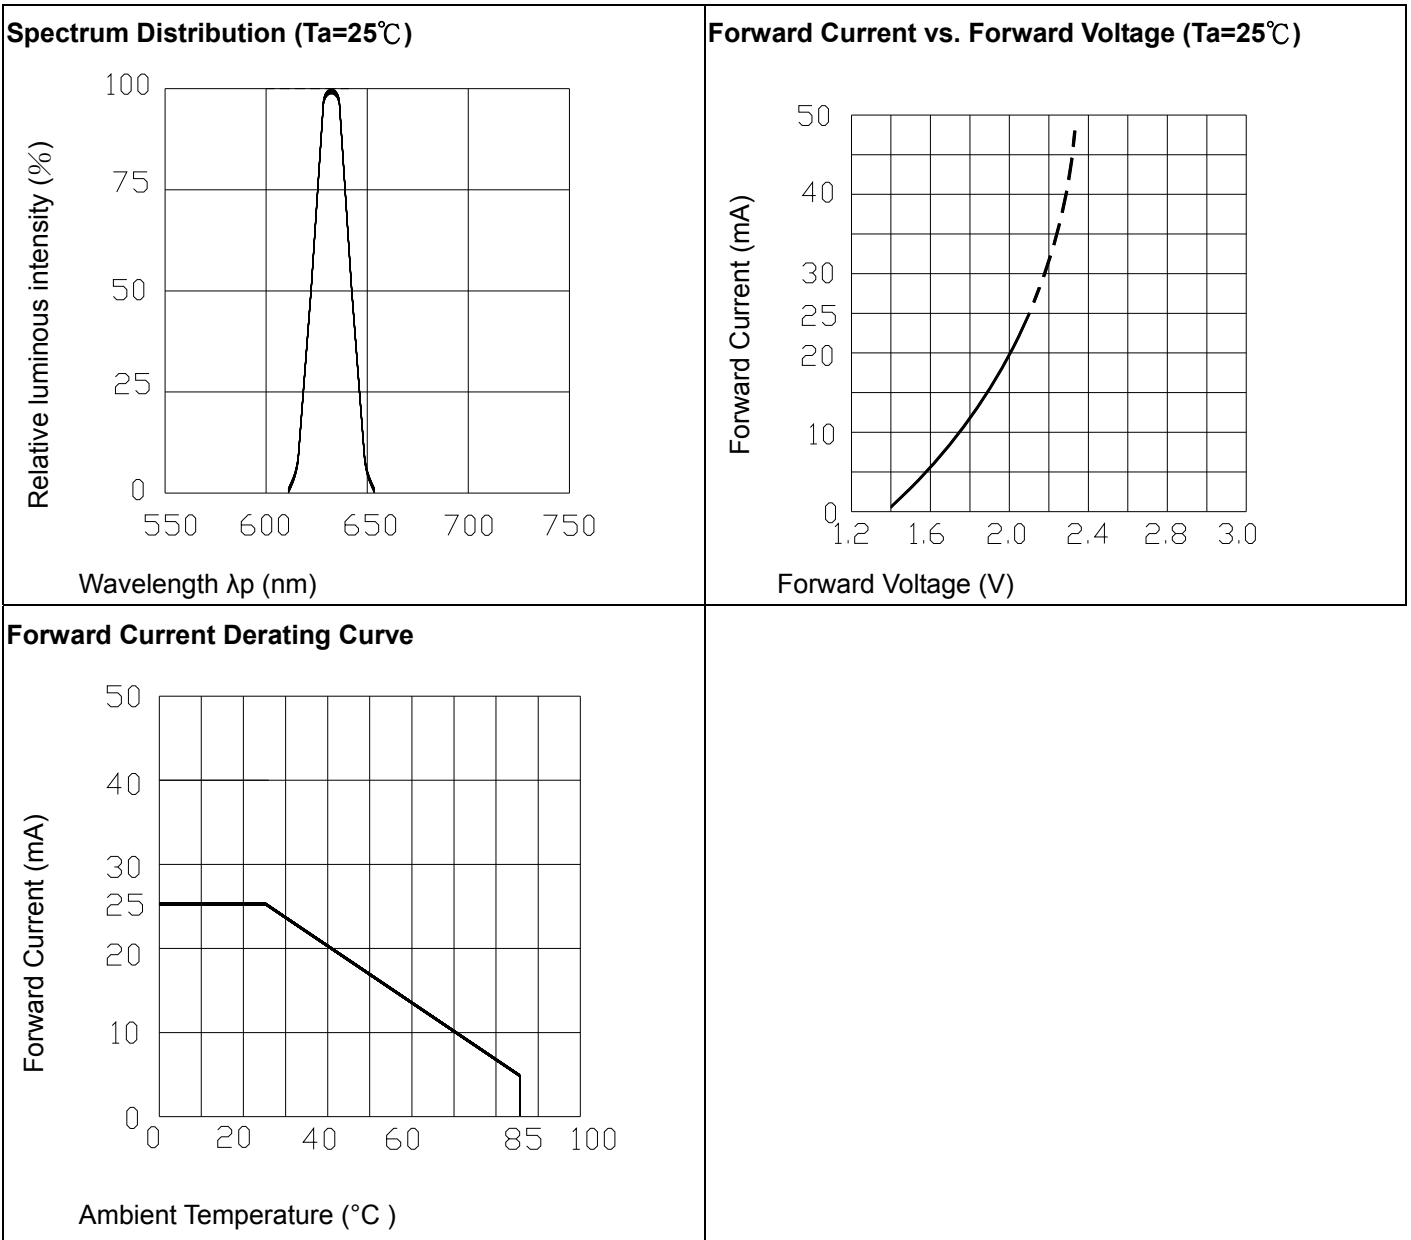 Spectrum Distribution (Ta=25℃)
100
75
50
25
0
550 600 650 700 750
Relative luminous intensity (%)
Wavelength λp (nm)
Forward Current vs. Forward Voltage (Ta=25℃)
50
40
30
25
20
10
0
1.2 1.6 2.0 2.4 2.8 3.0
Forward Current (mA)
Forward Voltage (V)
Forward Current Derating Curve
50
40
30
25
20
10
0
0 20 40 60 85 100
Forward Current (mA)
Ambient Temperature (°C )